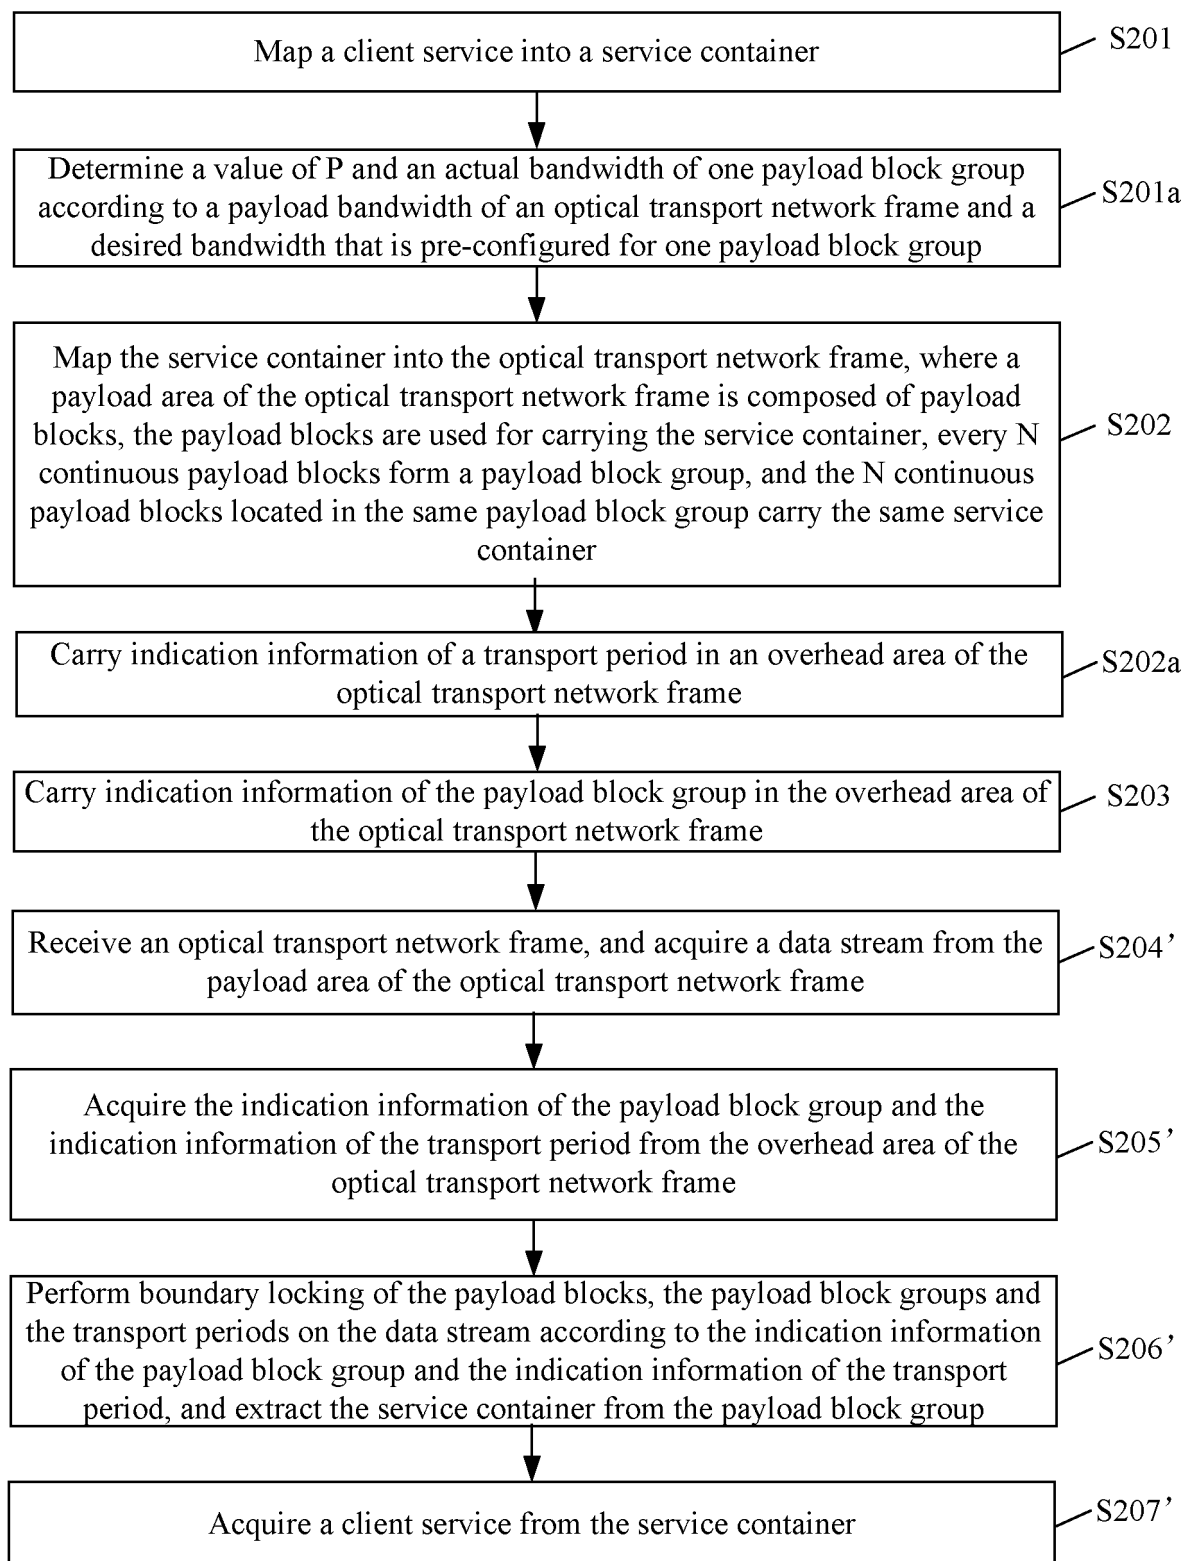 Map a client service into a service container
S201
Determine a value of P and an actual bandwidth of one payload block group
according to a payload bandwidth of an optical transport network frame and a
desired bandwidth that is pre-configured for one payload block group
S201a
Map the service container into the optical transport network frame, where a
payload area of the optical transport network frame is composed of payload
blocks, the payload blocks are used for carrying the service container, every N
continuous payload blocks form a payload block group, and the N continuous
payload blocks located in the same payload block group carry the same service
container
S202
Carry indication information of a transport period in an overhead area of the
optical transport network frame
S202a
Carry indication information of the payload block group in the overhead area of
the optical transport network frame
S203
Receive an optical transport network frame, and acquire a data stream from the
payload area of the optical transport network frame
S204’
Acquire the indication information of the payload block group and the
indication information of the transport period from the overhead area of the
optical transport network frame
S205’
Perform boundary locking of the payload blocks, the payload block groups and
the transport periods on the data stream according to the indication information
of the payload block group and the indication information of the transport
period, and extract the service container from the payload block group
S206’
Acquire a client service from the service container
S207’